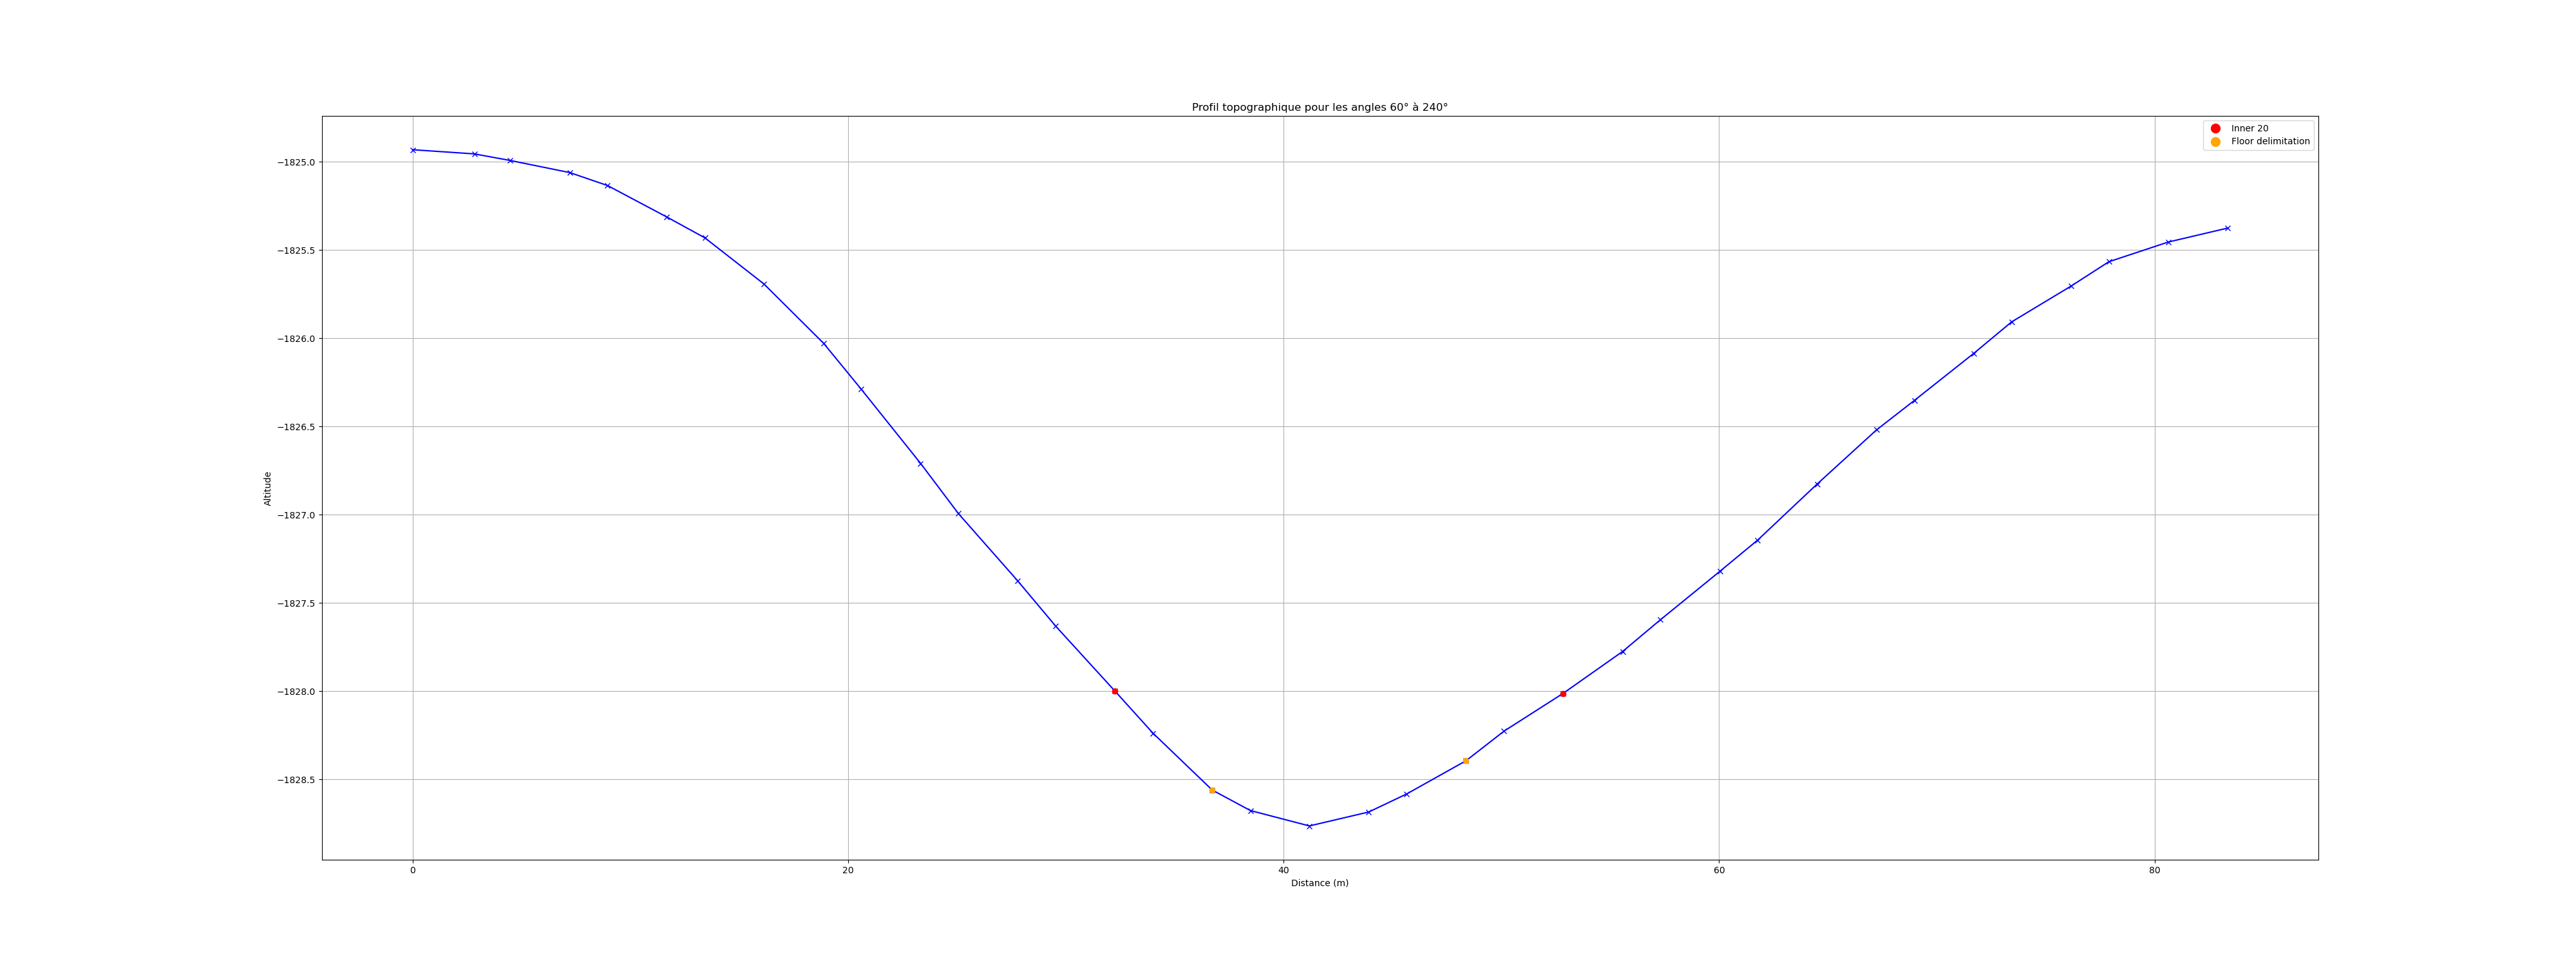 Profil topographique pour les angles 60° à 240°
Inner 20
Floor delimitation
−1825.0
−1825.5
−1826.0
−1826.5
−1827.0
−1827.5
−1828.0
−1828.5
Altitude
0 20 40 60 80
Distance (m)